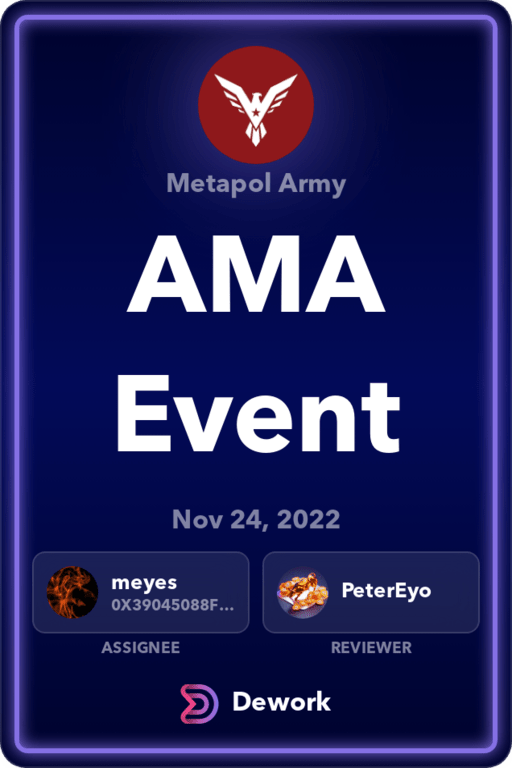 Metapol Army
AMA
Event
Nov 24, 2022
meyes
0X39045088F...
ASSIGNEE
PeterEyo
REVIEWER
Dework